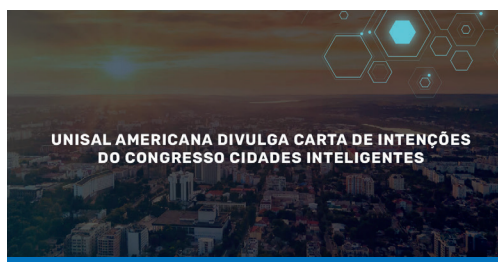 UNISAL AMERICANA DIVULGA CARTA DE INTENÇÕES
DO CONGRESSO CIDADES INTELIGENTES